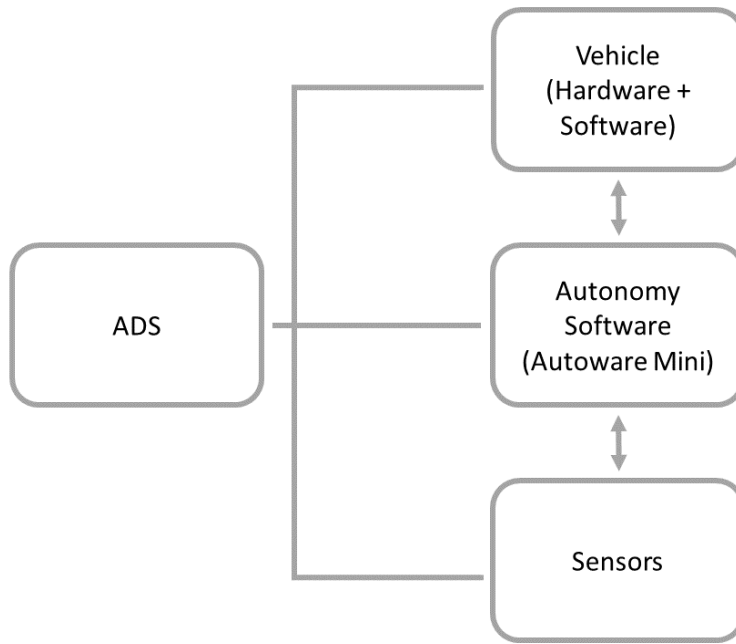 Vehicle
(Hardware +
Software)
ADS
Autonomy
Software
(Autoware Mini)
Sensors